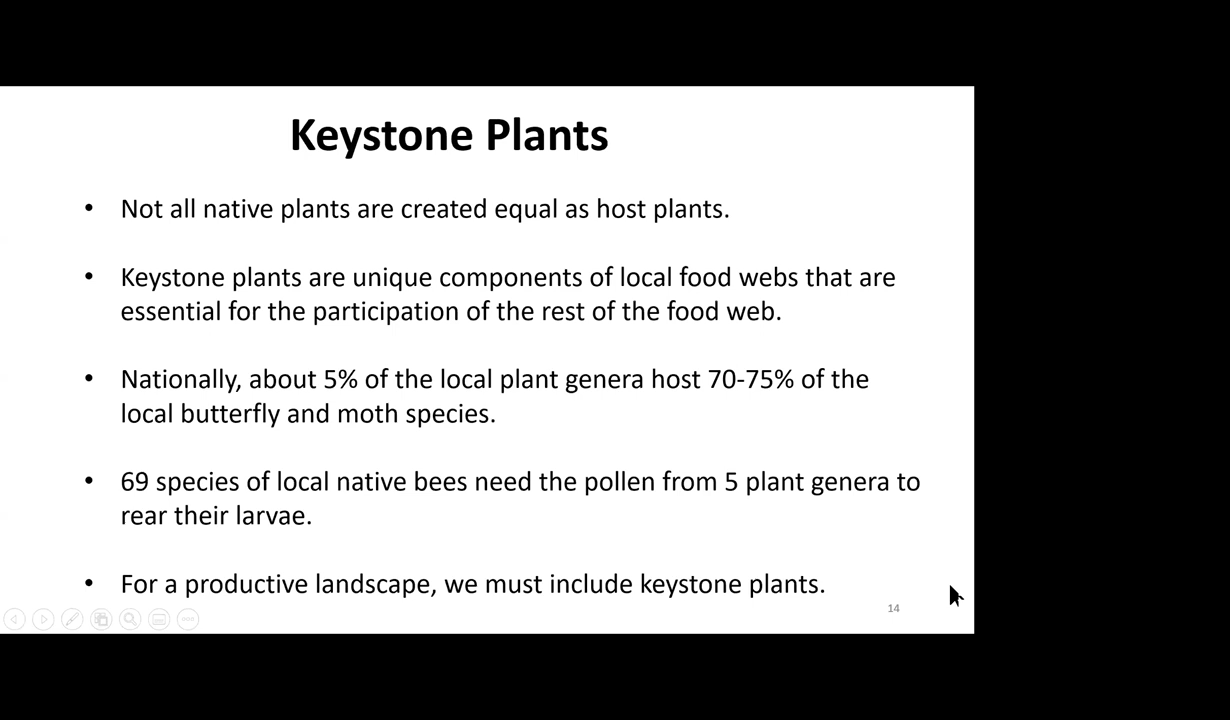 Keystone Plants
• Not all native plants are created equal as host plants.
• Keystone plants are unique components of local food webs that are
essential for the participation of the rest of the food web.
• Nationally, about 5% of the local plant genera host 70-75% of the
local butterfly and moth species.
• 69 species of local native bees need the pollen from 5 plant genera to
rear their larvae.
• For a productive landscape, we must include keystone plants.
14